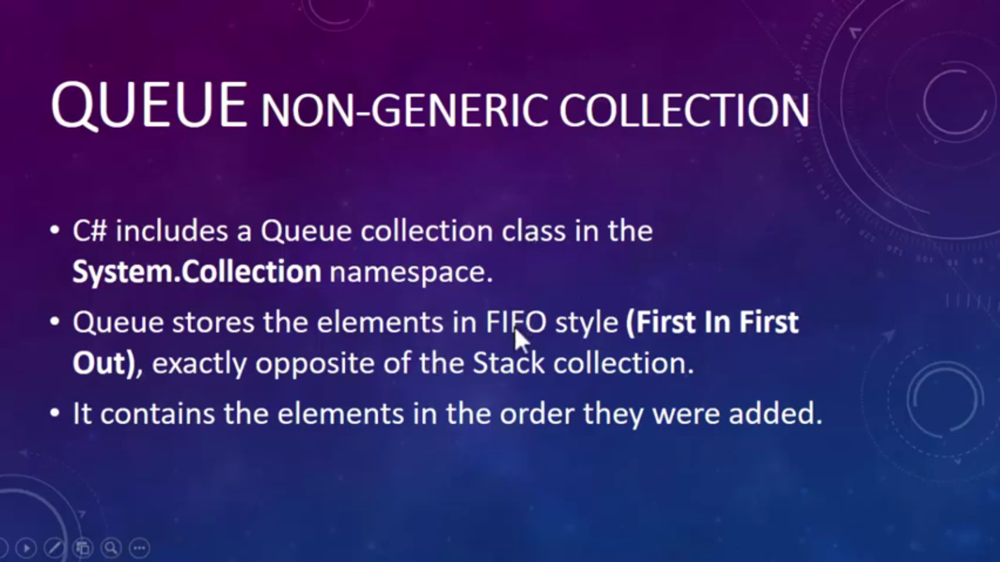 QUEUE NON-GENERIC COLLECTION
• C# includes a Queue collection class in the
System.Collection namespace.
• Queue stores the elements in FIFO style (First In First
Out), exactly opposite of the Stack collection.
• It contains the elements in the order they were added.